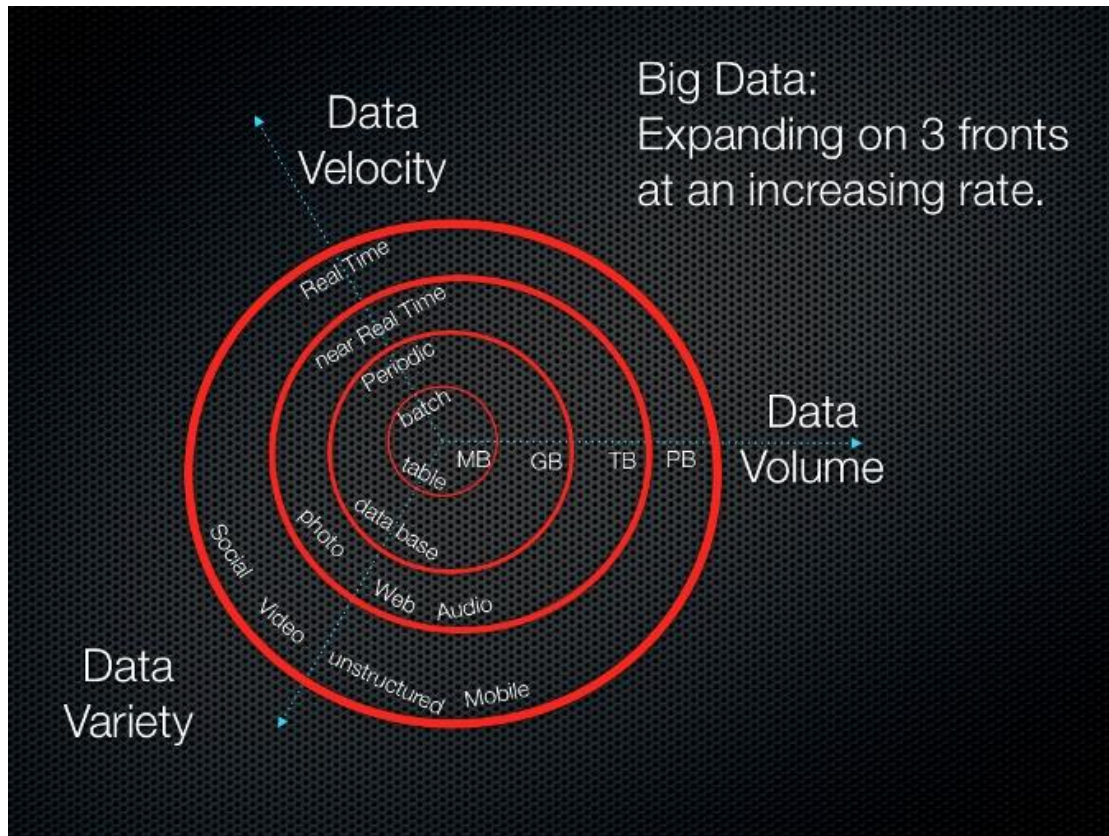 Big Data:
Expanding on 3 fronts
at an increasing rate.
Data
Velocity
Real Time
near Real Time
Periodic
batch
Data
Volume
MB GB TB PB
table
data base
photo
Web Audio
Social
Video
unstructured
Mobile
Data
Variety